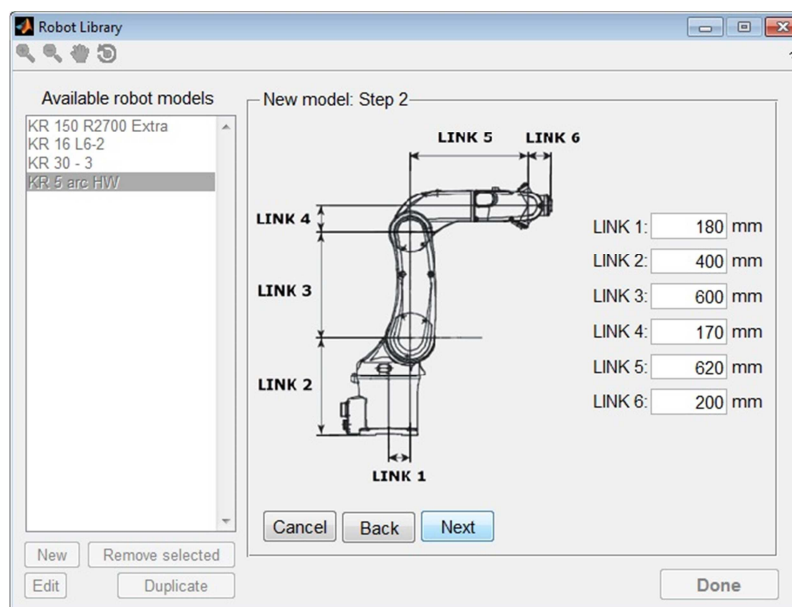 Robot Library
Available robot models
KR 150 R2700 Extra
KR 16 L6-2
KR 30 - 3
KR 5 arc HW
New
Remove selected
Edit
Duplicate
New model: Step 2
LINK 5
LINK 6
LINK 4
LINK 3
LINK 2
LINK 1
LINK 1: 180 mm
LINK 2: 400 mm
LINK 3: 600 mm
LINK 4: 170 mm
LINK 5: 620 mm
LINK 6: 200 mm
Cancel
Back
Next
Done